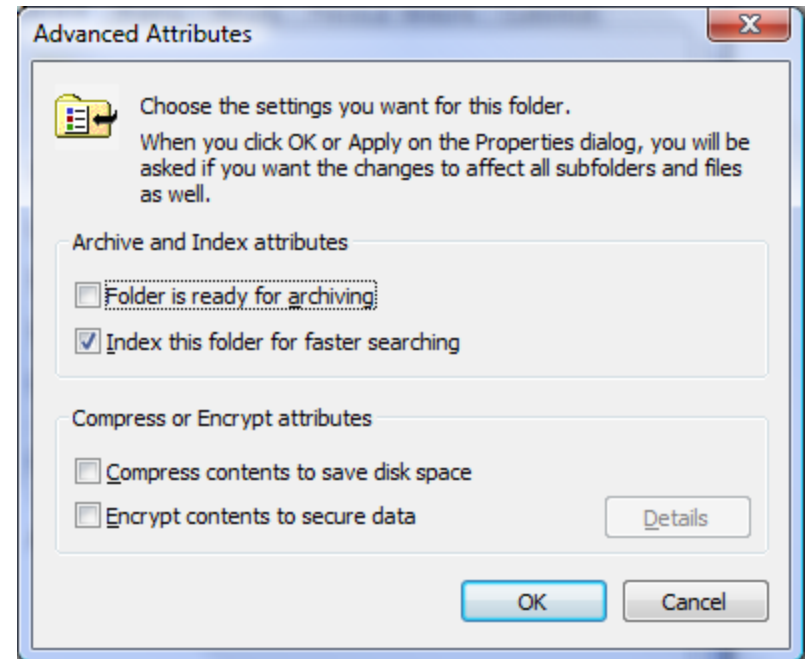 Advanced Attributes
Choose the settings you want for this folder.
When you click OK or Apply on the Properties dialog, you will be
asked if you want the changes to affect all subfolders and files
as well.
Archive and Index attributes
Folder is ready for archiving
Index this folder for faster searching
Compress or Encrypt attributes
Compress contents to save disk space
Encrypt contents to secure data
Details
OK
Cancel